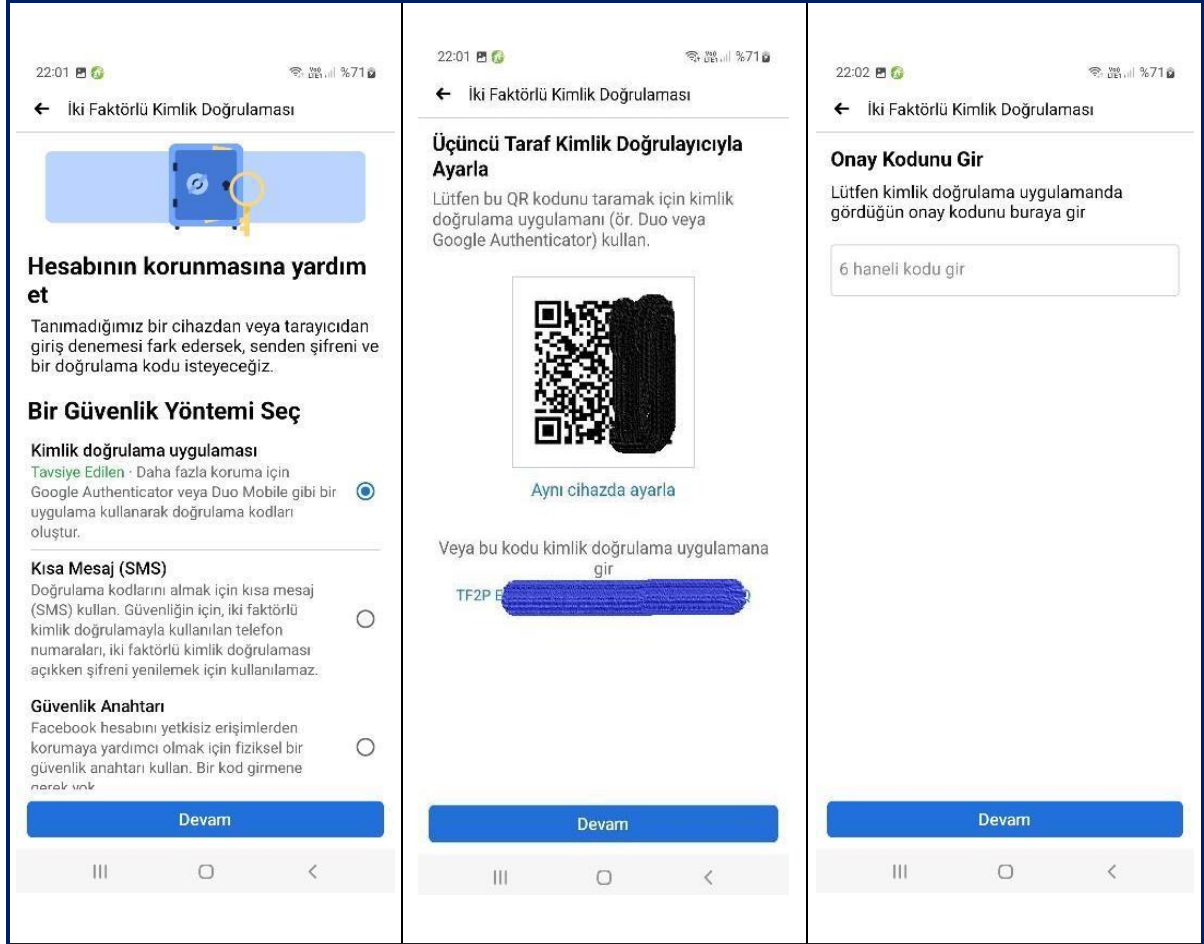 22:01
%71
İki Faktörlü Kimlik Doğrulaması
Hesabının korunmasına yardım
et
Tanımadığımız bir cihazdan veya tarayıcıdan
giriş denemesi fark edersek, senden şifreni ve
bir doğrulama kodu isteyeceğiz.
Bir Güvenlik Yöntemi Seç
Kimlik doğrulama uygulaması
Tavsiye Edilen · Daha fazla koruma için
Google Authenticator veya Duo Mobile gibi bir
uygulama kullanarak doğrulama kodları
oluştur.
Kısa Mesaj (SMS)
Doğrulama kodlarını almak için kısa mesaj
(SMS) kullan. Güvenliğin için, iki faktörlü
kimlik doğrulamayla kullanılan telefon
numaraları, iki faktörlü kimlik doğrulaması
açıkken şifreni yenilemek için kullanılamaz.
Güvenlik Anahtarı
Facebook hesabını yetkisiz erişimlerden
korumaya yardımcı olmak için fiziksel bir
güvenlik anahtarı kullan. Bir kod girmene
gerek yok
Devam
22:01
%71
İki Faktörlü Kimlik Doğrulaması
Üçüncü Taraf Kimlik Doğrulayıcıyla
Ayarla
Lütfen bu QR kodunu taramak için kimlik
doğrulama uygulamanı (ör. Duo veya
Google Authenticator) kullan.
Aynı cihazda ayarla
Veya bu kodu kimlik doğrulama uygulamana
gir
TF2P
Devam
22:02
%71
İki Faktörlü Kimlik Doğrulaması
Onay Kodunu Gir
Lütfen kimlik doğrulama uygulamanda
gördüğün onay kodunu buraya gir
6 haneli kodu gir
Devam